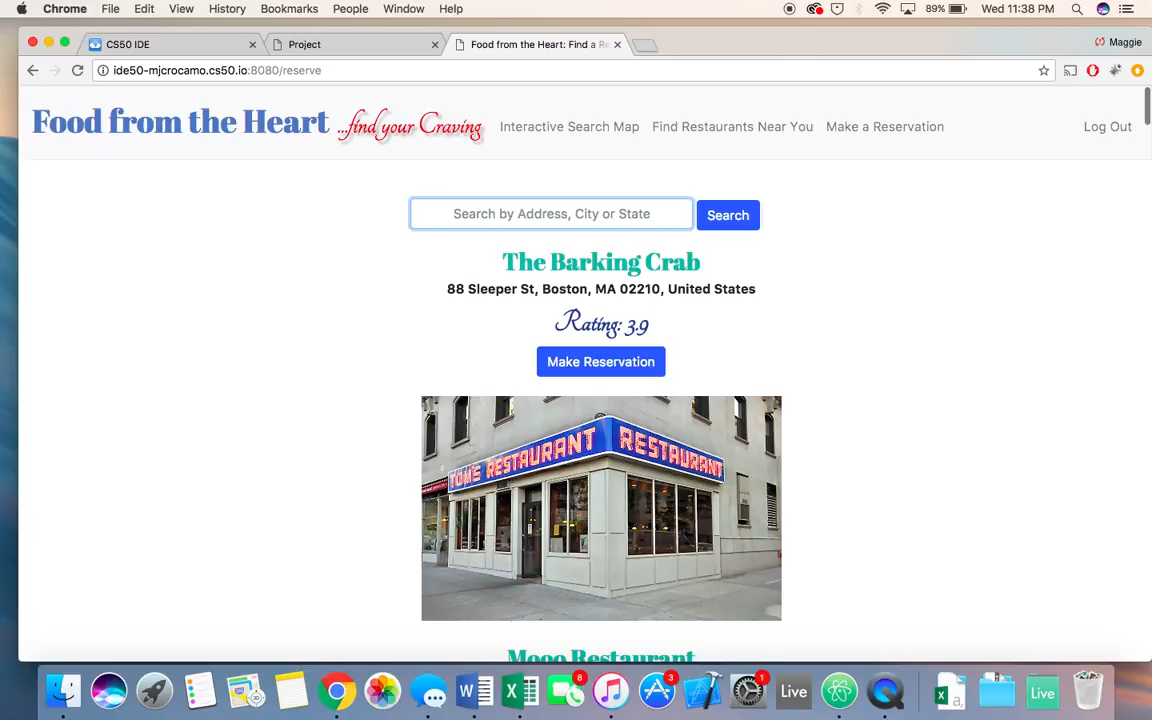 Chrome File Edit View History Bookmarks People Window Help 89% Wed 11:38 PM
CS50 IDE Project Food from the Heart: Find a Re Maggie
ide50-mjcrocamo.cs50.io:8080/reserve
Food from the Heart ...find your Craving Interactive Search Map Find Restaurants Near You Make a Reservation Log Out
Search by Address, City or State Search
The Barking Crab
88 Sleeper St, Boston, MA 02210, United States
Rating: 3.9
Make Reservation
TOM'S RESTAURANT RESTAURANT
Mooo Restaurant
8 3 1
W X Live a, Live